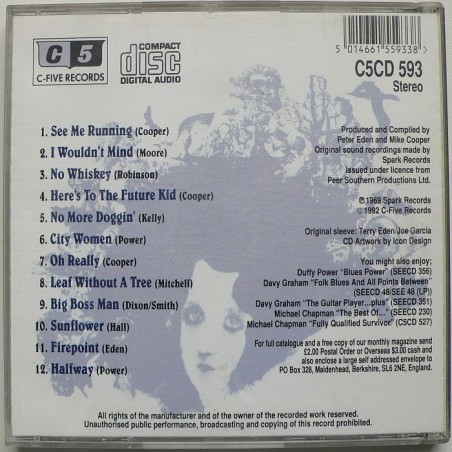 C 5
C-FIVE RECORDS
COMPACT
disc
DIGITAL AUDIO
5 014661 559338 >
C5CD 593
Stereo
1. See Me Running (Cooper)
2. I Wouldn't Mind (Moore)
3. No Whiskey (Robinson)
4. Here's To The Future Kid (Cooper)
5. No More Doggin' (Kelly)
6. City Women (Power)
7. Oh Really (Cooper)
8. Leaf Without A Tree (Mitchell)
9. Big Boss Man (Dixon/Smith)
10. Sunflower (Hall)
11. Firepoint (Eden)
12. Halfway (Power)
Produced and Compiled by
Peter Eden and Mike Cooper
Original sound recordings made by
Spark Records
Issued under licence from
Peer Southern Productions Ltd.
℗ 1969 Spark Records
© 1992 C-Five Records
Original sleeve: Terry Eden/Joe Garcia
CD Artwork by Icon Design
You might also enjoy;
Duffy Power "Blues Power" (SEECD 356)
Davy Graham "Folk Blues And All Points Between"
(SEECD 48/SEE 48 (LP))
Davy Graham "The Guitar Player...plus" (SEECD 351)
Michael Chapman "The Best Of..." (SEECD 230)
Michael Chapman "Fully Qualified Survivor" (C5CD 527)
For full catalogue and a free copy of our monthly magazine send
£2.00 Postal Order or Overseas $3.00 cash and
also enclose a large self addressed envelope to
PO Box 328, Maidenhead, Berkshire, SL6 2NE, England.
All rights of the manufacturer and of the owner of the recorded work reserved.
Unauthorised public performance, broadcasting and copying of this record prohibited.